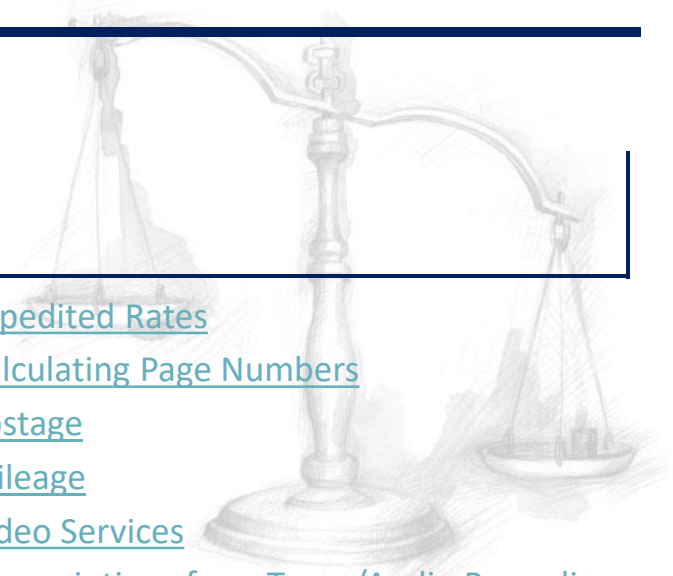 pedited Rates
lculating Page Numbers
ostage
ileage
deo Services